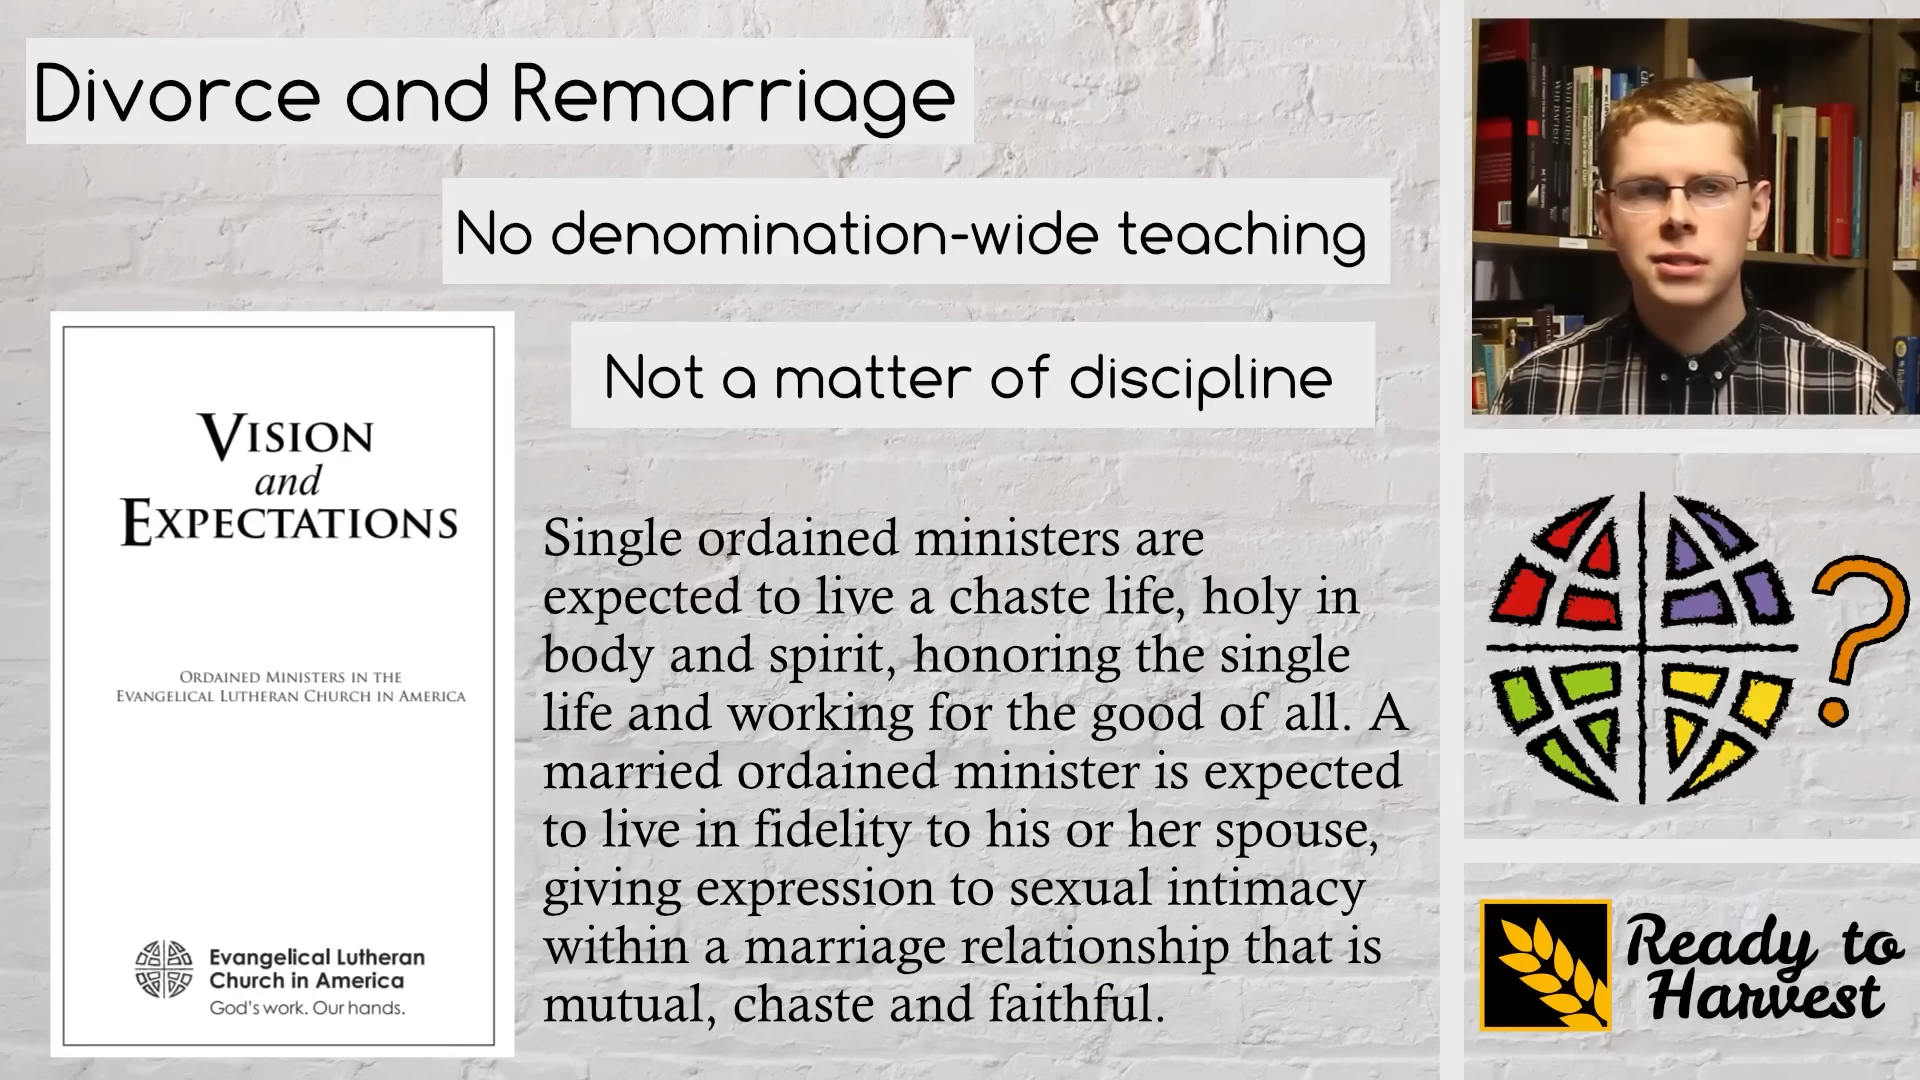 Divorce and Remarriage
No denomination-wide teaching
Not a matter of discipline
VISION
and
EXPECTATIONS
ORDAINED MINISTERS IN THE
EVANGELICAL LUTHERAN CHURCH IN AMERICA
Evangelical Lutheran
Church in America
God's work. Our hands.
Single ordained ministers are
expected to live a chaste life, holy in
body and spirit, honoring the single
life and working for the good of all. A
married ordained minister is expected
to live in fidelity to his or her spouse,
giving expression to sexual intimacy
within a marriage relationship that is
mutual, chaste and faithful.
?
Ready to
Harvest